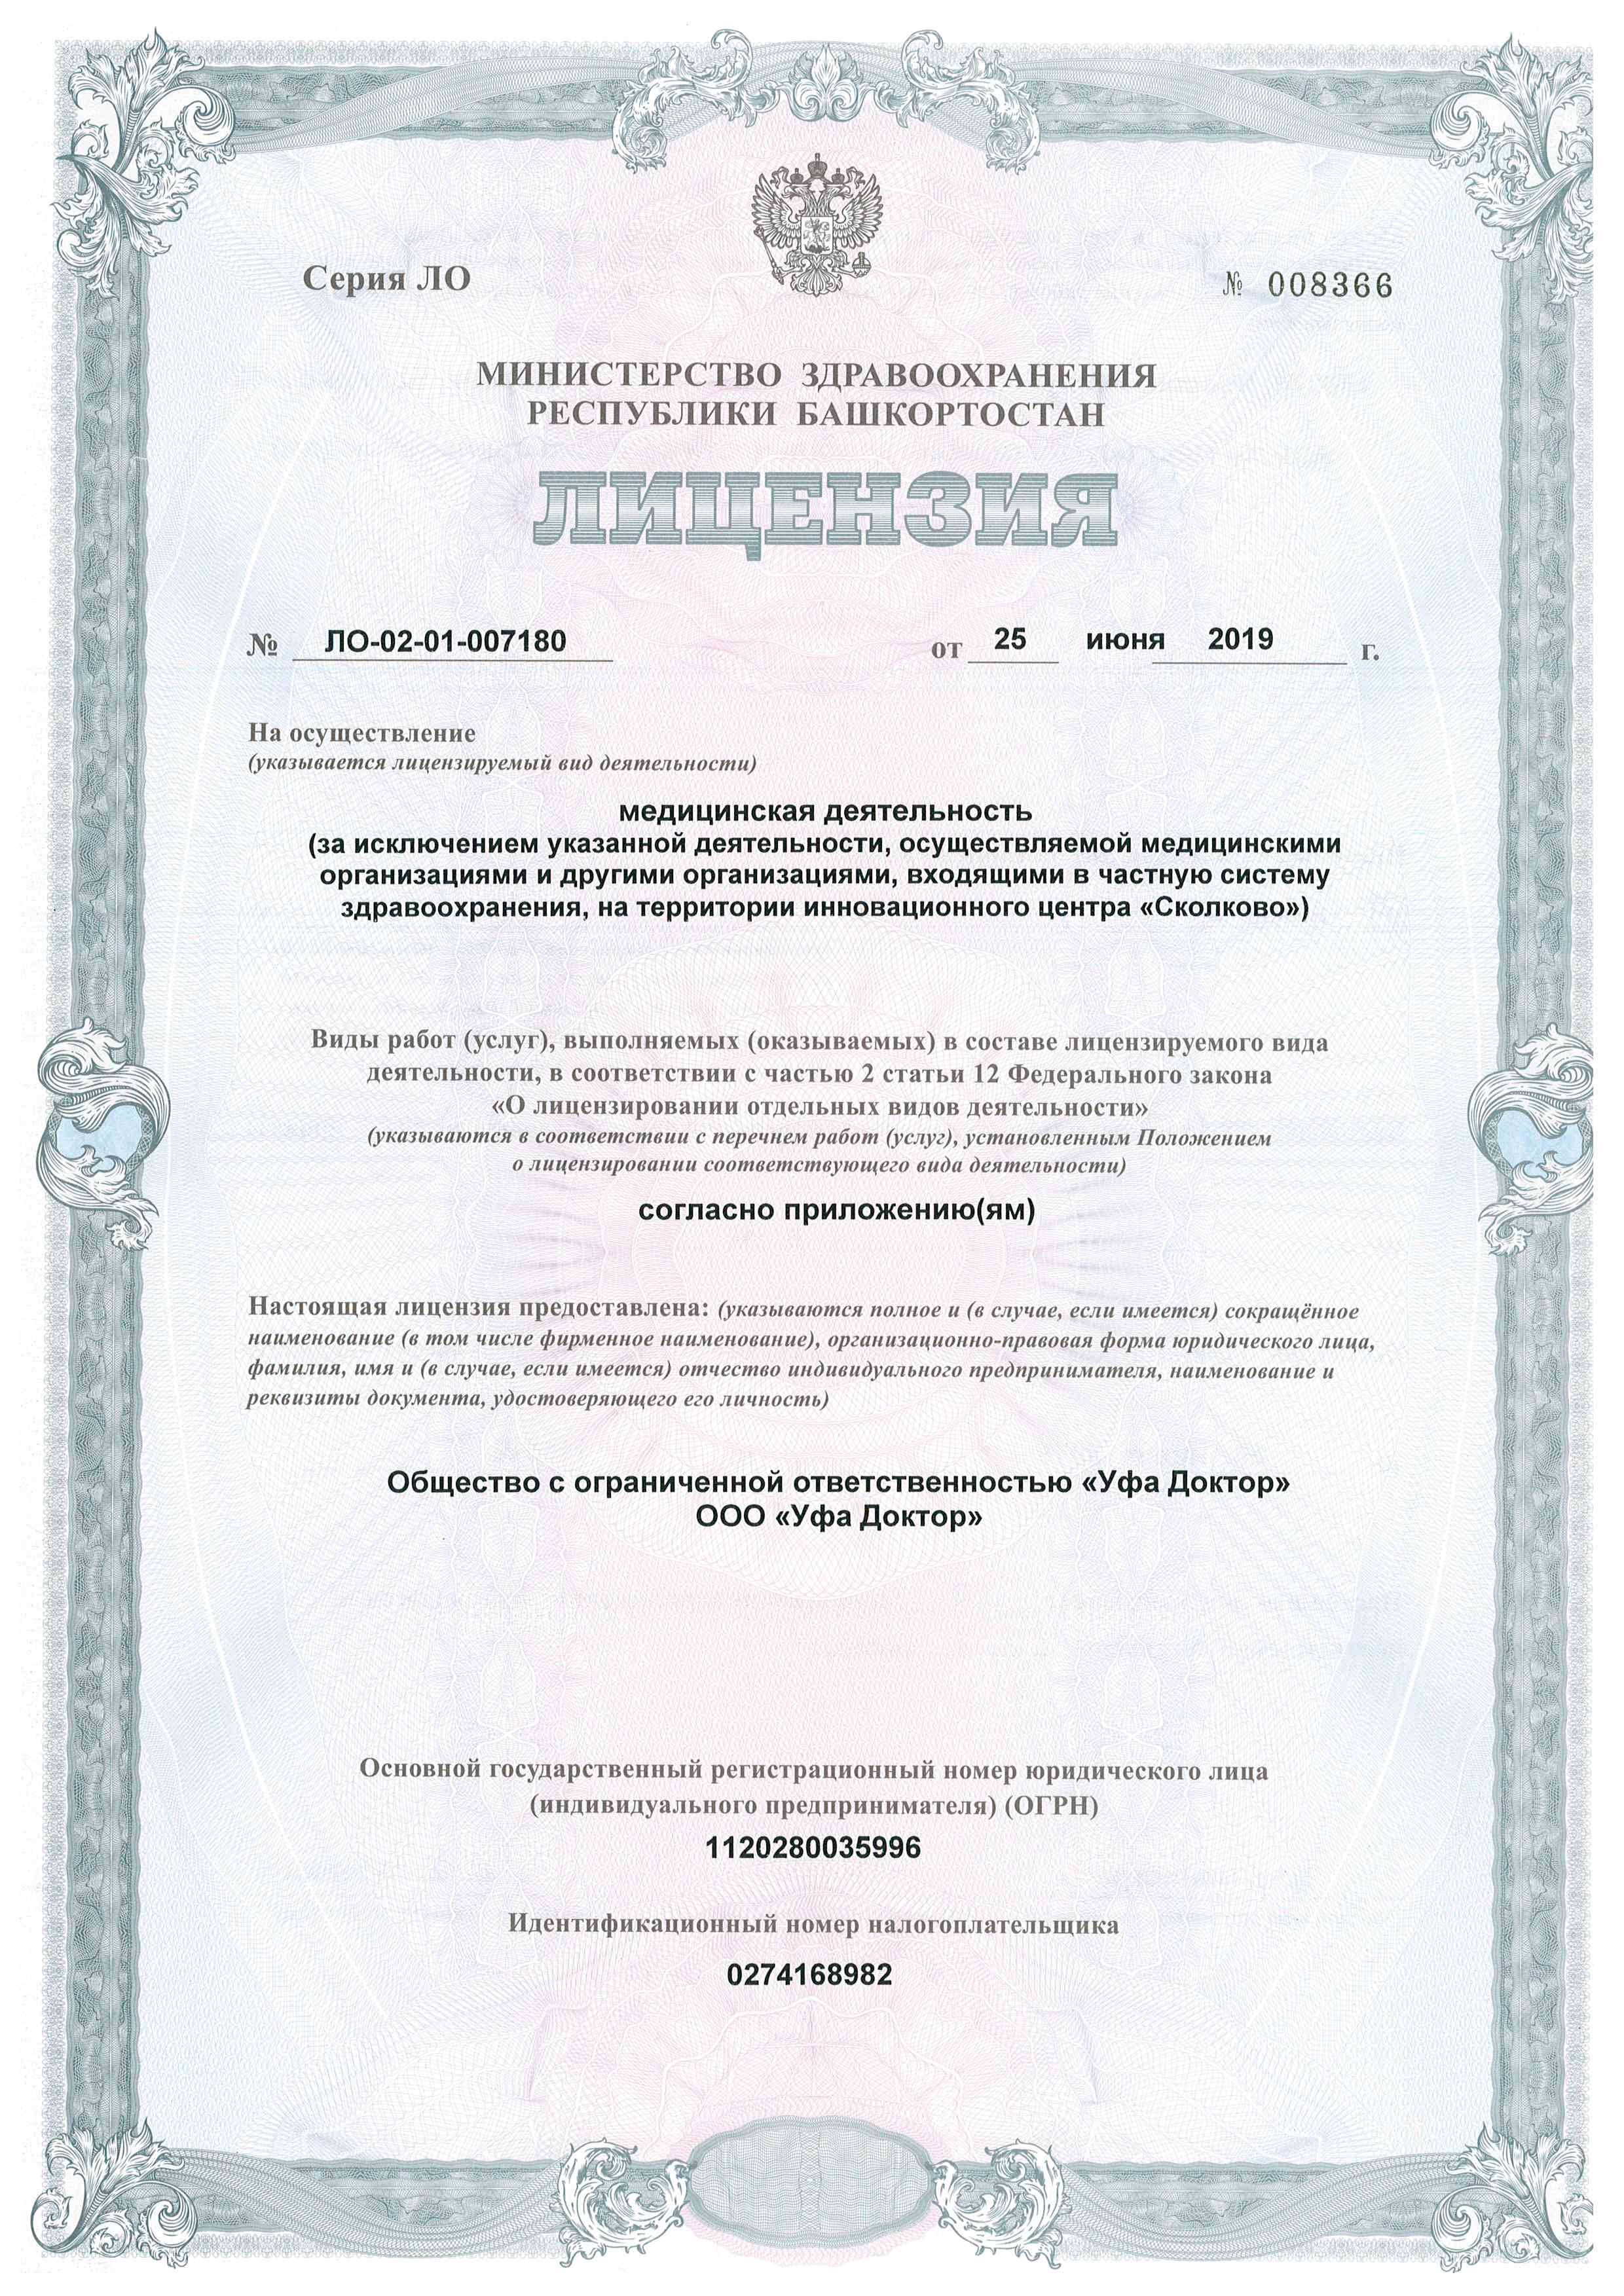 Серия ЛО
№ 008366
МИНИСТЕРСТВО ЗДРАВООХРАНЕНИЯ
РЕСПУБЛИКИ БАШКОРТОСТАН
ЛИЦЕНЗИЯ
№ ЛО-02-01-007180 от 25 июня 2019 г.
На осуществление
(указывается лицензируемый вид деятельности)
медицинская деятельность
(за исключением указанной деятельности, осуществляемой медицинскими
организациями и другими организациями, входящими в частную систему
здравоохранения, на территории инновационного центра «Сколково»)
Виды работ (услуг), выполняемых (оказываемых) в составе лицензируемого вида
деятельности, в соответствии с частью 2 статьи 12 Федерального закона
«О лицензировании отдельных видов деятельности»
(указываются в соответствии с перечнем работ (услуг), установленным Положением
о лицензировании соответствующего вида деятельности)
согласно приложению(ям)
Настоящая лицензия предоставлена: (указываются полное и (в случае, если имеется) сокращённое
наименование (в том числе фирменное наименование), организационно-правовая форма юридического лица,
фамилия, имя и (в случае, если имеется) отчество индивидуального предпринимателя, наименование и
реквизиты документа, удостоверяющего его личность)
Общество с ограниченной ответственностью «Уфа Доктор»
ООО «Уфа Доктор»
Основной государственный регистрационный номер юридического лица
(индивидуального предпринимателя) (ОГРН)
1120280035996
Идентификационный номер налогоплательщика
0274168982